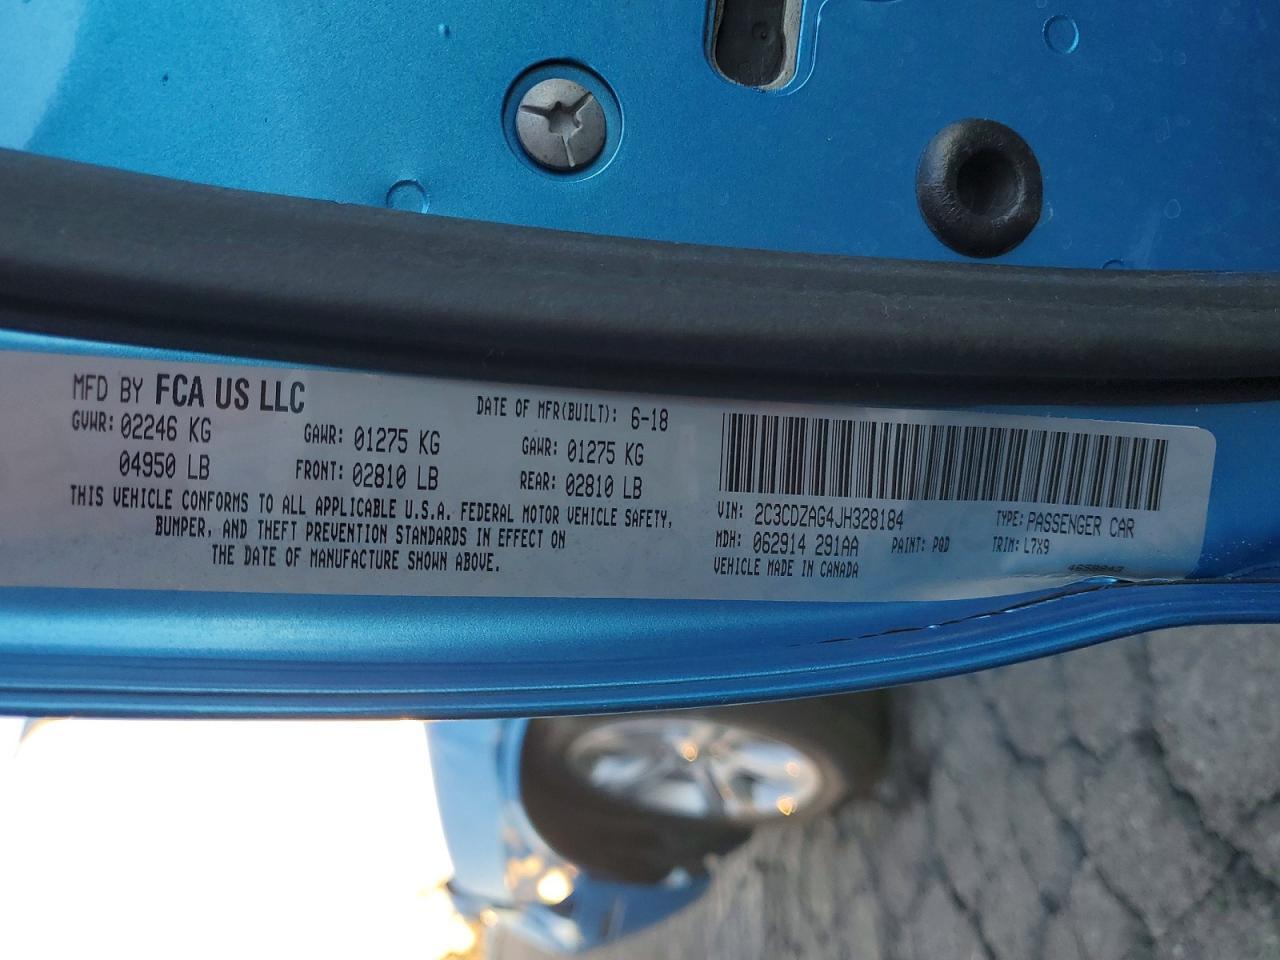 MFD BY FCA US LLC
DATE OF MFR(BUILT): 6-18
GVWR: 02246 KG GAWR: 01275 KG GAWR: 01275 KG
04950 LB FRONT: 02810 LB REAR: 02810 LB
THIS VEHICLE CONFORMS TO ALL APPLICABLE U.S.A. FEDERAL MOTOR VEHICLE SAFETY,
BUMPER, AND THEFT PREVENTION STANDARDS IN EFFECT ON
THE DATE OF MANUFACTURE SHOWN ABOVE.
VIN: 2C3CDZAG4JH328184 TYPE: PASSENGER CAR
MDH: 062914 291AA PAINT: PQD TRIM: L7X9
VEHICLE MADE IN CANADA